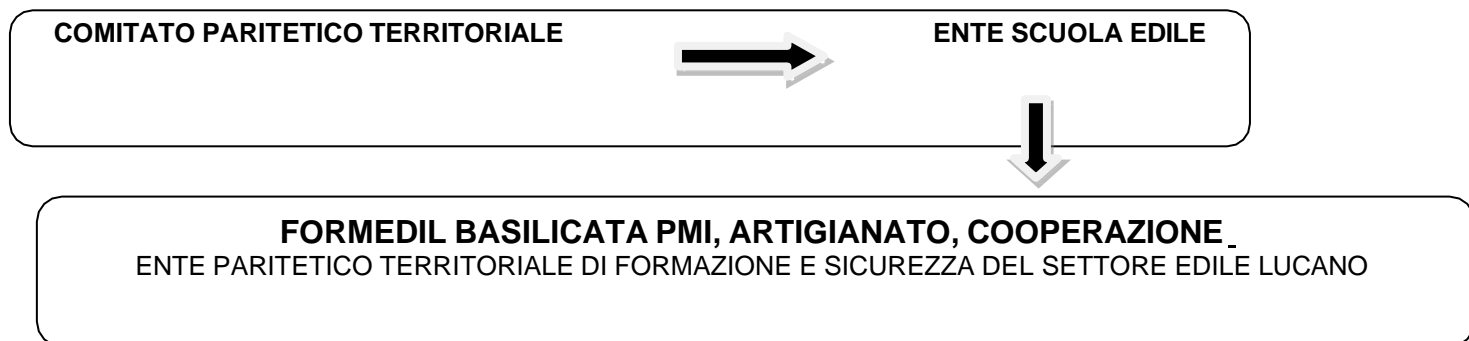 COMITATO PARITETICO TERRITORIALE ENTE SCUOLA EDILE
FORMEDIL BASILICATA PMI, ARTIGIANATO, COOPERAZIONE
ENTE PARITETICO TERRITORIALE DI FORMAZIONE E SICUREZZA DEL SETTORE EDILE LUCANO